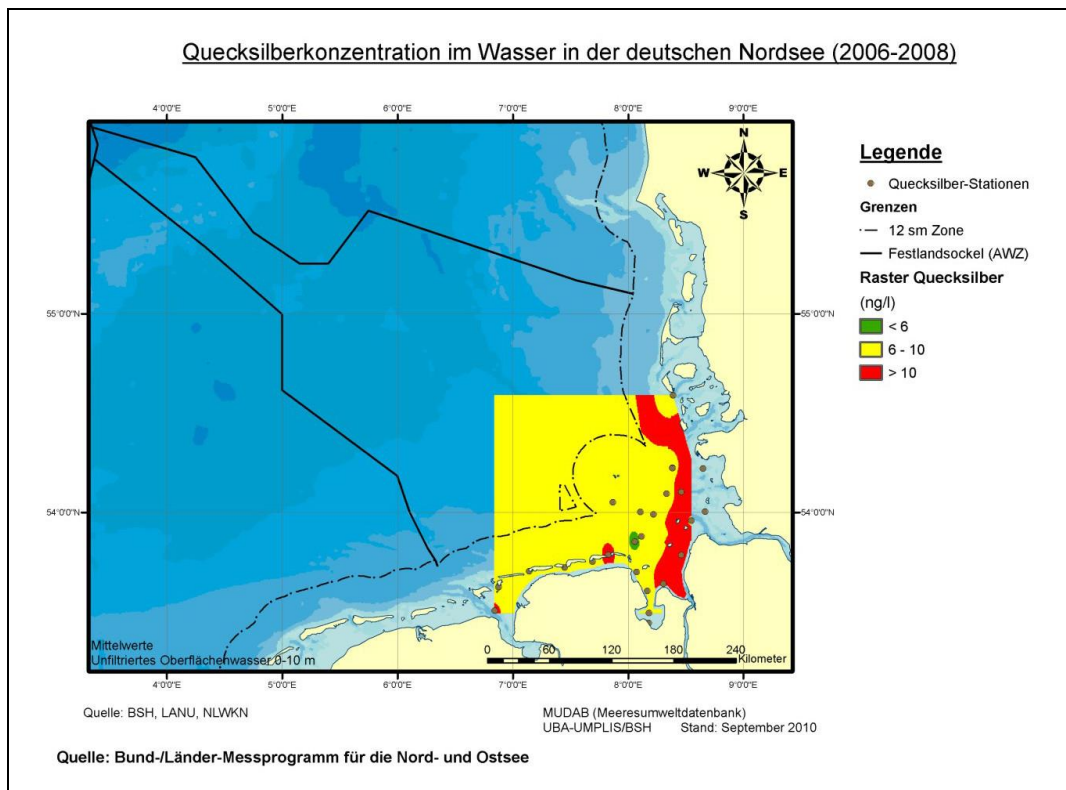 Quecksilberkonzentration im Wasser in der deutschen Nordsee (2006-2008)
4°0'0"E 5°0'0"E 6°0'0"E 7°0'0"E 8°0'0"E 9°0'0"E
N
W E
S
55°0'0"N 55°0'0"N
54°0'0"N 54°0'0"N
Legende
Quecksilber-Stationen
Grenzen
12 sm Zone
Festlandsockel (AWZ)
Raster Quecksilber
(ng/l)
< 6
6 - 10
> 10
Mittelwerte
Unfiltriertes Oberflächenwasser 0-10 m
0 60 120 180 240
Kilometer
4°0'0"E 5°0'0"E 6°0'0"E 7°0'0"E 8°0'0"E 9°0'0"E
Quelle: BSH, LANU, NLWKN
MUDAB (Meeresumweltdatenbank)
UBA-UMPLIS/BSH Stand: September 2010
Quelle: Bund-/Länder-Messprogramm für die Nord- und Ostsee